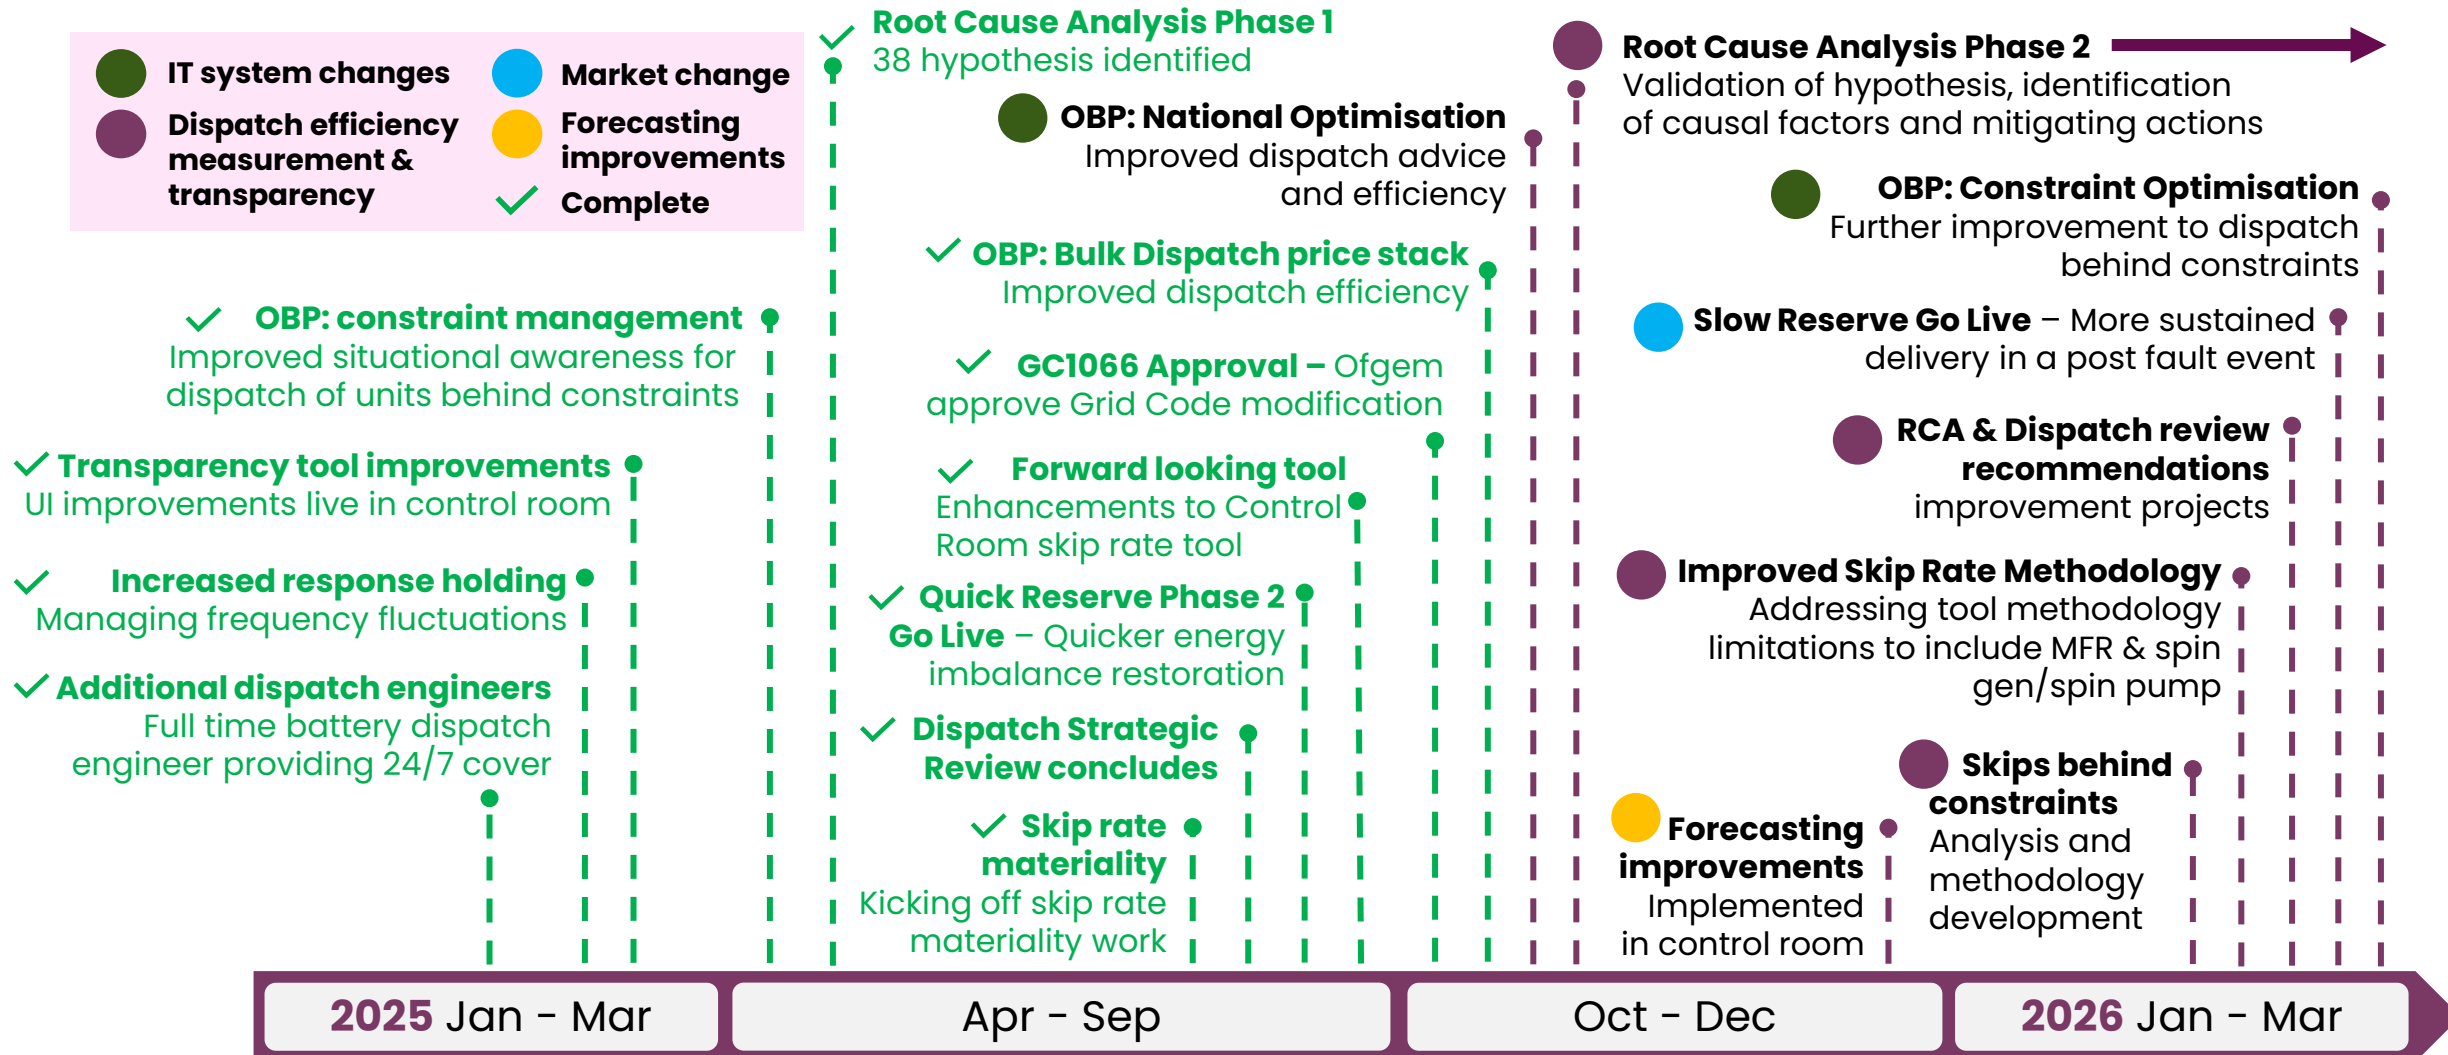 IT system changes
Dispatch efficiency
measurement &
transparency
Market change
Forecasting
improvements
Complete
Root Cause Analysis Phase 1
38 hypothesis identified
OBP: National Optimisation
Improved dispatch advice
and efficiency
Root Cause Analysis Phase 2
Validation of hypothesis, identification
of causal factors and mitigating actions
OBP: Constraint Optimisation
Further improvement to dispatch
behind constraints
OBP: Bulk Dispatch price stack
Improved dispatch efficiency
OBP: constraint management
Improved situational awareness for
dispatch of units behind constraints
GC1066 Approval – Ofgem
approve Grid Code modification
Slow Reserve Go Live – More sustained
delivery in a post fault event
Transparency tool improvements
UI improvements live in control room
Forward looking tool
Enhancements to Control
Room skip rate tool
RCA & Dispatch review
recommendations
improvement projects
Increased response holding
Managing frequency fluctuations
Quick Reserve Phase 2
Go Live – Quicker energy
imbalance restoration
Improved Skip Rate Methodology
Addressing tool methodology
limitations to include MFR & spin
gen/spin pump
Additional dispatch engineers
Full time battery dispatch
engineer providing 24/7 cover
Dispatch Strategic
Review concludes
Skip rate
materiality
Kicking off skip rate
materiality work
Forecasting
improvements
Implemented
in control room
Skips behind
constraints
Analysis and
methodology
development
2025 Jan - Mar
Apr - Sep
Oct - Dec
2026 Jan - Mar